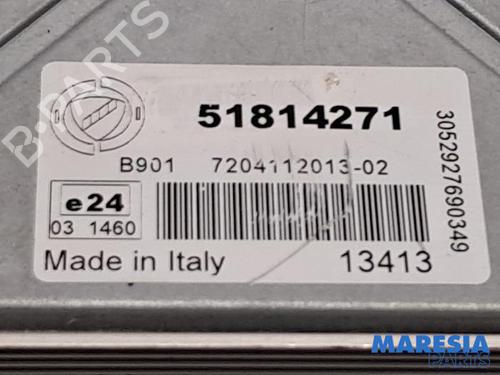 51814271
B901 7204112013-02
e24
03 1460
Made in Italy
13413
3052927690349
B-PARTS
MARESIA
PARTS